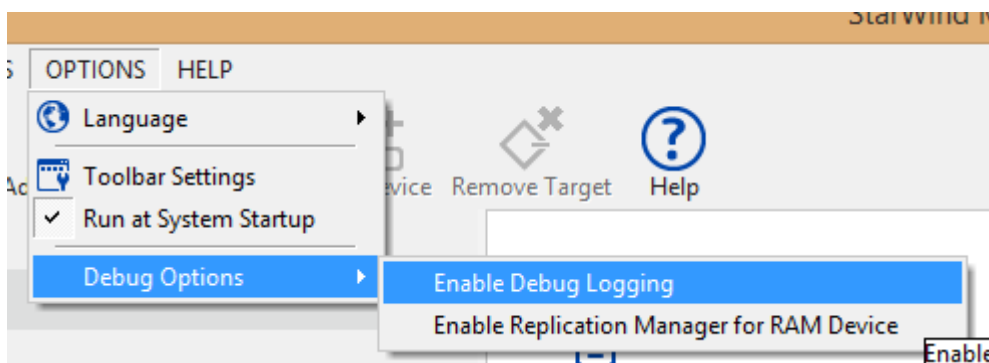 StarWind
OPTIONS HELP
Language
Toolbar Settings
Remove Target
Help
Run at System Startup
Debug Options
Enable Debug Logging
Enable Replication Manager for RAM Device
Enable